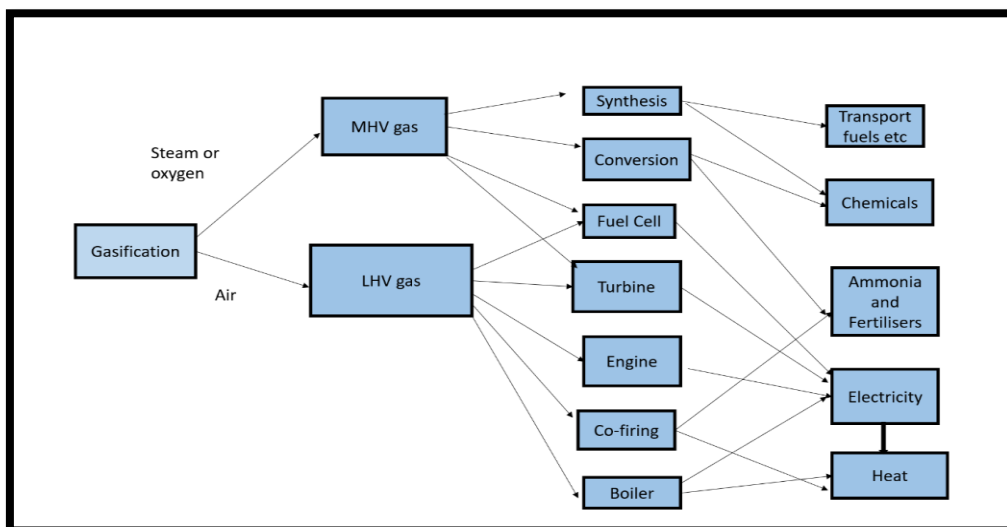 Gasification
Steam or
oxygen
Air
MHV gas
LHV gas
Synthesis
Conversion
Fuel Cell
Turbine
Engine
Co-firing
Boiler
Transport
fuels etc
Chemicals
Ammonia
and
Fertilisers
Electricity
Heat